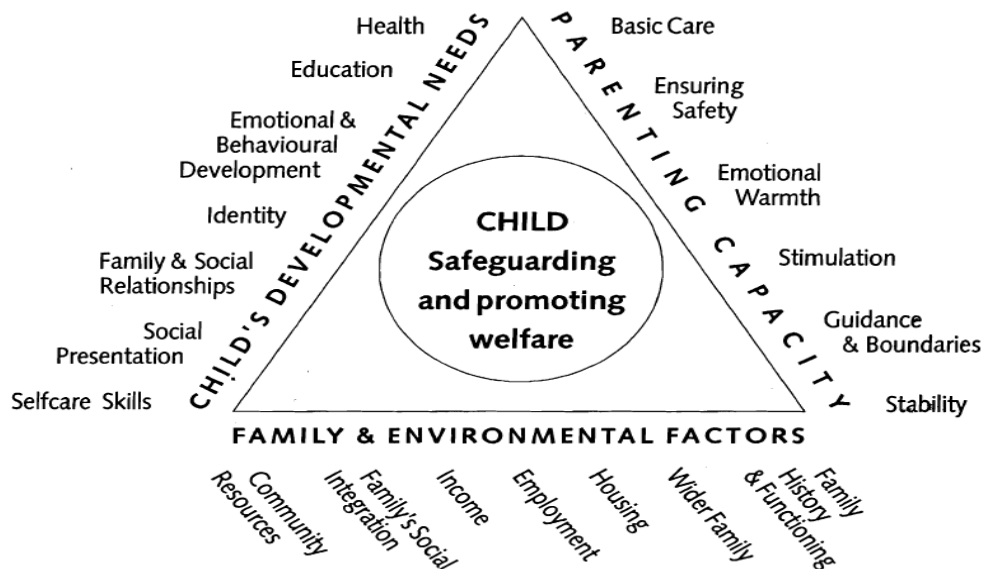 Health
Education
Emotional &
Behavioural
Development
Identity
Family & Social
Relationships
Social
Presentation
Selfcare Skills
CHILD'S DEVELOPMENTAL NEEDS
CHILD
Safeguarding
and promoting
welfare
PARENTING CAPACITY
Basic Care
Ensuring
Safety
Emotional
Warmth
Stimulation
Guidance
& Boundaries
Stability
FAMILY & ENVIRONMENTAL FACTORS
Community
Resources
Family's Social
Integration
Income
Employment
Housing
Wider Family
Family
History
& Functioning